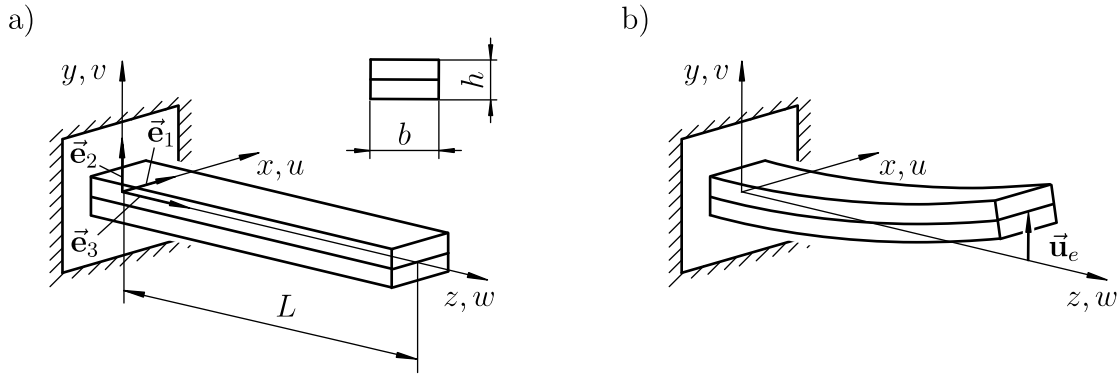 a)
y, v
h
b
e⃗₁
e⃗₂
x, u
e⃗₃
z, w
L
b)
y, v
x, u
u⃗ₑ
z, w